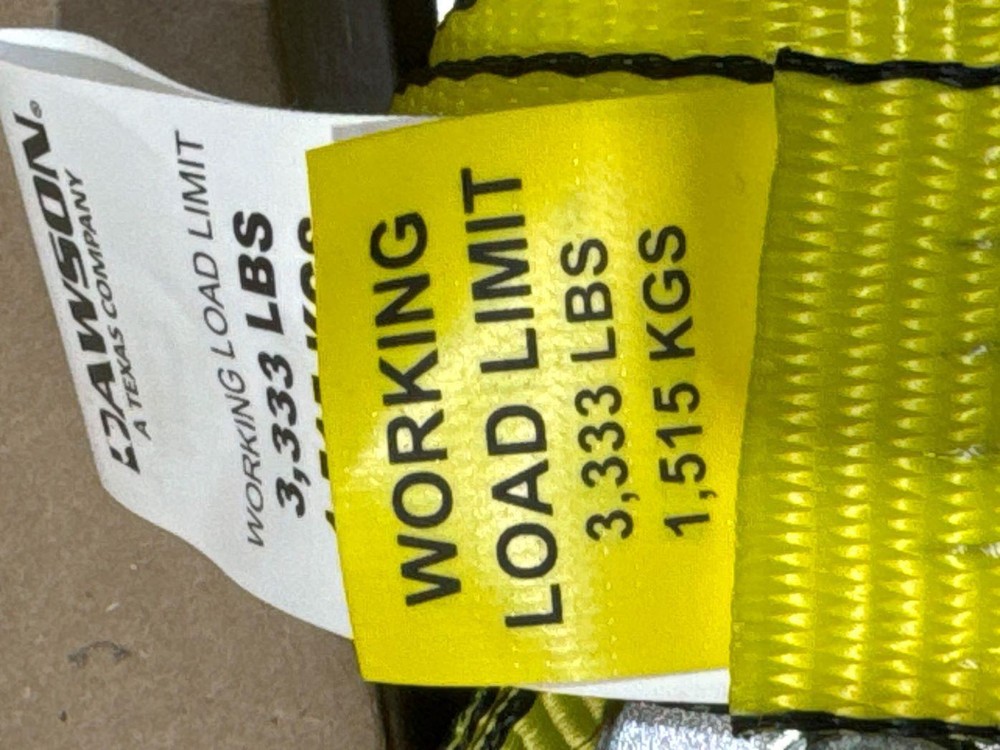 DAWSON®
A TEXAS COMPANY
WORKING LOAD LIMIT
3,333 LBS
WORKING
LOAD LIMIT
3,333 LBS
1,515 KGS